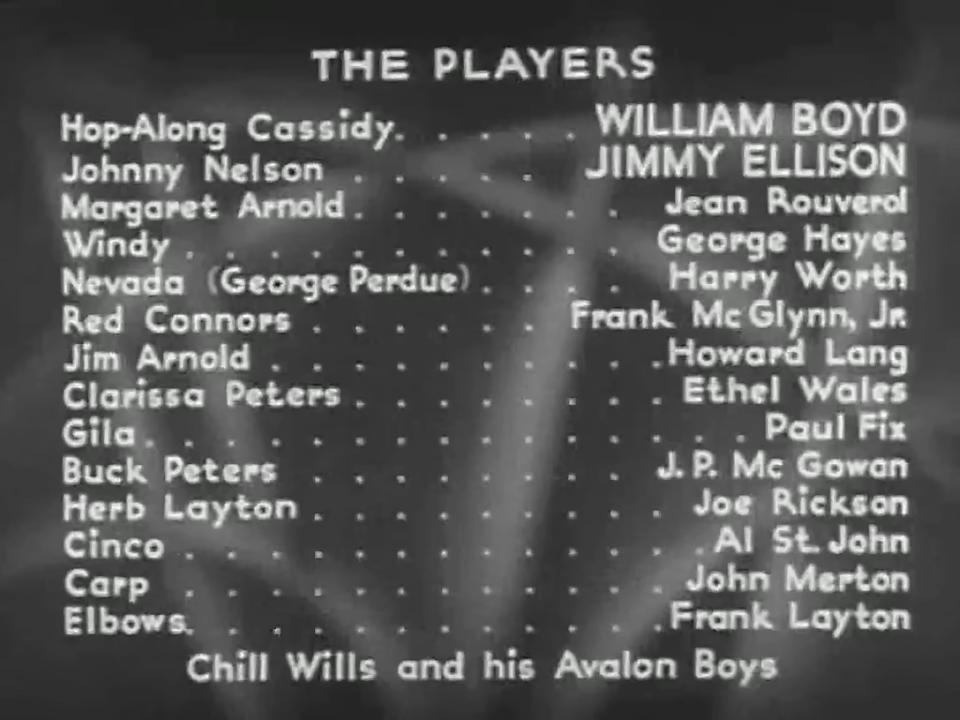 THE PLAYERS
Hop-Along Cassidy. . . . . . WILLIAM BOYD
Johnny Nelson . . . . . JIMMY ELLISON
Margaret Arnold. . . . . . . Jean Rouverol
Windy . . . . . . . . . . . George Hayes
Nevada (George Perdue) . . . . Harry Worth
Red Connors . . . . . . Frank McGlynn, Jr.
Jim Arnold . . . . . . . . . . Howard Lang
Clarissa Peters . . . . . . . . Ethel Wales
Gila. . . . . . . . . . . . . . . Paul Fix
Buck Peters . . . . . . . . J. P. Mc Gowan
Herb Layton . . . . . . . . . Joe Rickson
Cinco . . . . . . . . . . . . . Al St. John
Carp . . . . . . . . . . . . John Merton
Elbows. . . . . . . . . . . . Frank Layton
Chill Wills and his Avalon Boys